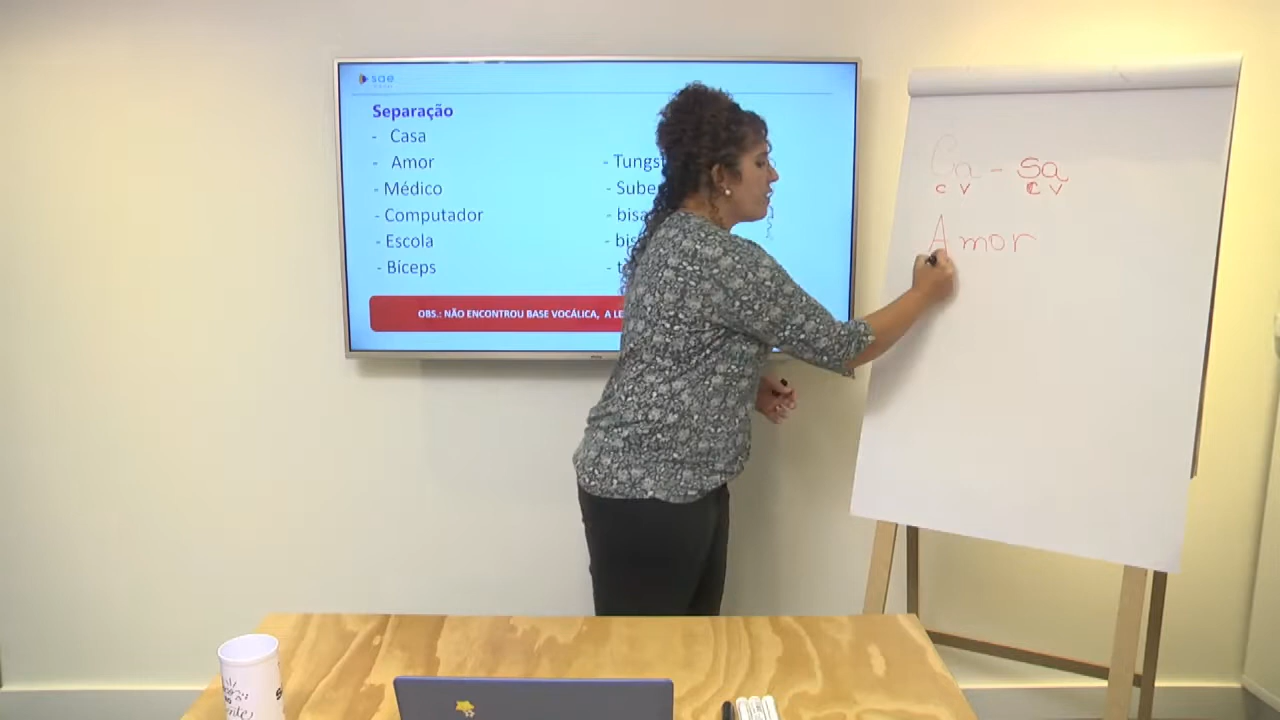 sae
Separação
- Casa
- Amor
- Médico
- Computador
- Escola
- Bíceps
- Tungst
- Sube
- bisa
- bis
- t
OBS.: NÃO ENCONTROU BASE VOCÁLICA, A LE
Ca - sa
C V C V
Amor